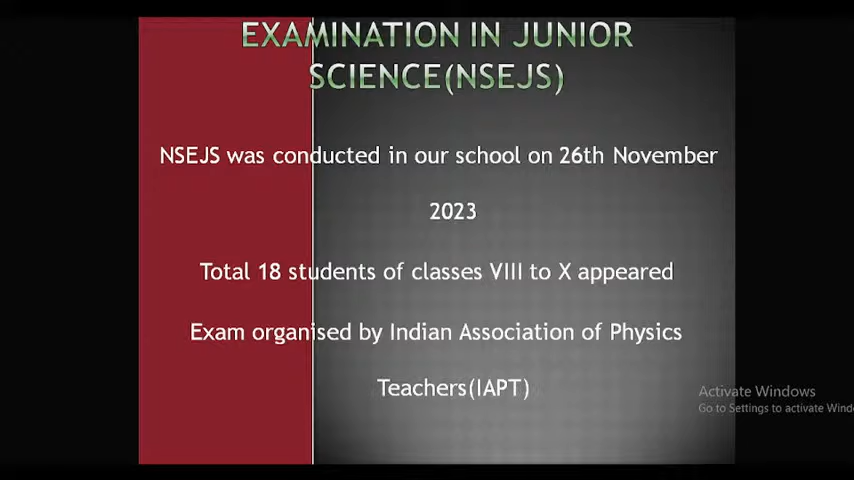 EXAMINATION IN JUNIOR
SCIENCE(NSEJS)
NSEJS was conducted in our school on 26th November
2023
Total 18 students of classes VIII to X appeared
Exam organised by Indian Association of Physics
Teachers(IAPT)
Activate Windows
Go to Settings to activate